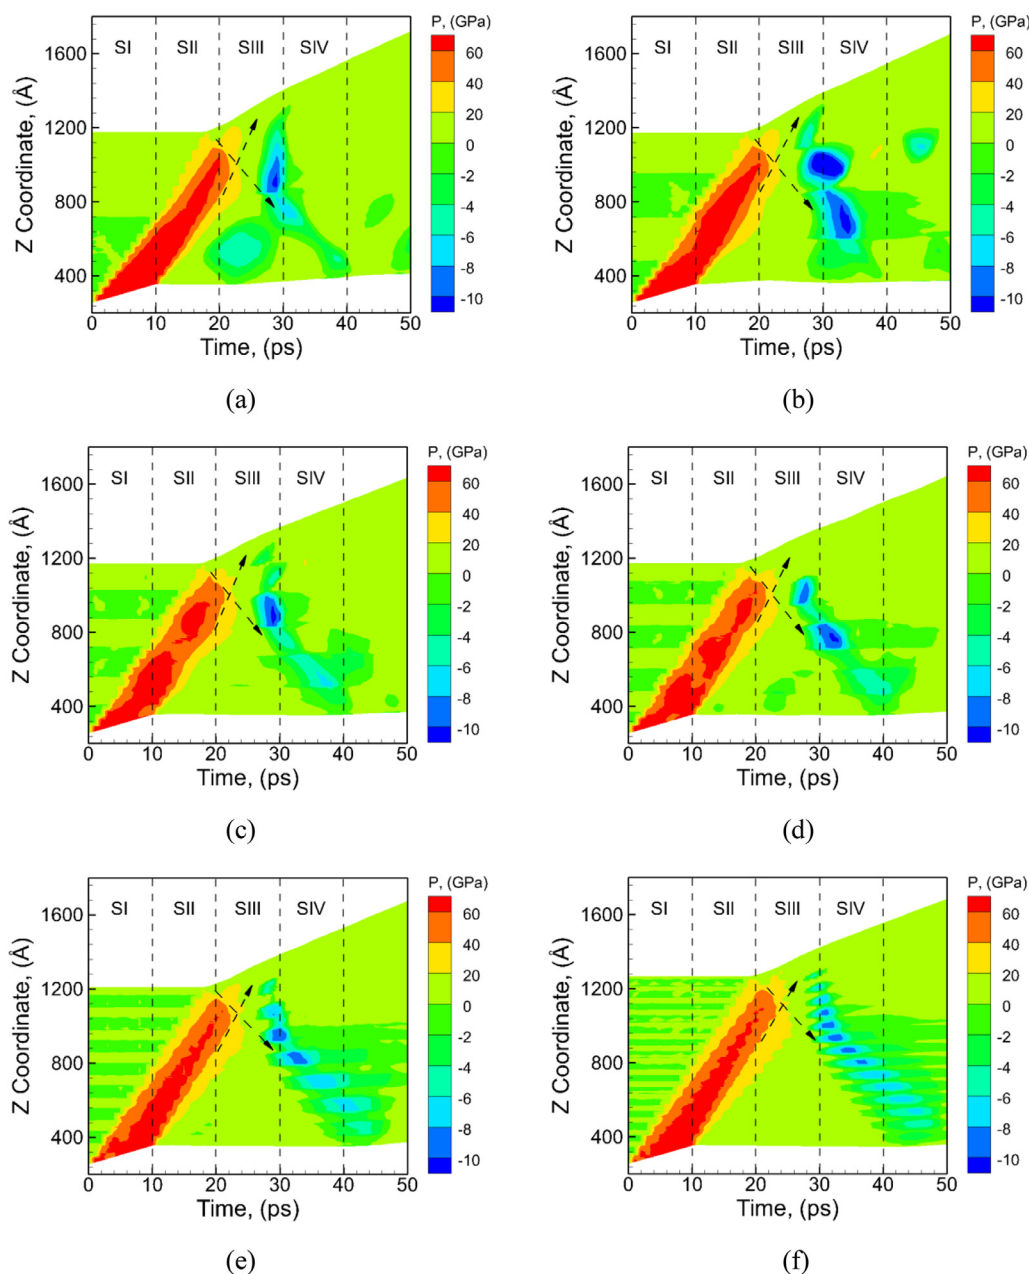 P, (GPa) P, (GPa)
1600 SI SII SIII SIV 60 1600 SI SII SIII SIV 60
40 40
1200 20 1200 20
0 0
800 -2 800 -2
-4 -4
-6 -6
400 -8 400 -8
-10 -10
Z Coordinate, (Å) Z Coordinate, (Å)
0 10 20 30 40 50 0 10 20 30 40 50
Time, (ps) Time, (ps)
(a) (b)
P, (GPa) P, (GPa)
1600 SI SII SIII SIV 60 1600 SI SII SIII SIV 60
40 40
1200 20 1200 20
0 0
800 -2 800 -2
-4 -4
-6 -6
400 -8 400 -8
-10 -10
Z Coordinate, (Å) Z Coordinate, (Å)
0 10 20 30 40 50 0 10 20 30 40 50
Time, (ps) Time, (ps)
(c) (d)
P, (GPa) P, (GPa)
1600 SI SII SIII SIV 60 1600 SI SII SIII SIV 60
40 40
1200 20 1200 20
0 0
800 -2 800 -2
-4 -4
-6 -6
400 -8 400 -8
-10 -10
Z Coordinate, (Å) Z Coordinate, (Å)
0 10 20 30 40 50 0 10 20 30 40 50
Time, (ps) Time, (ps)
(e) (f)